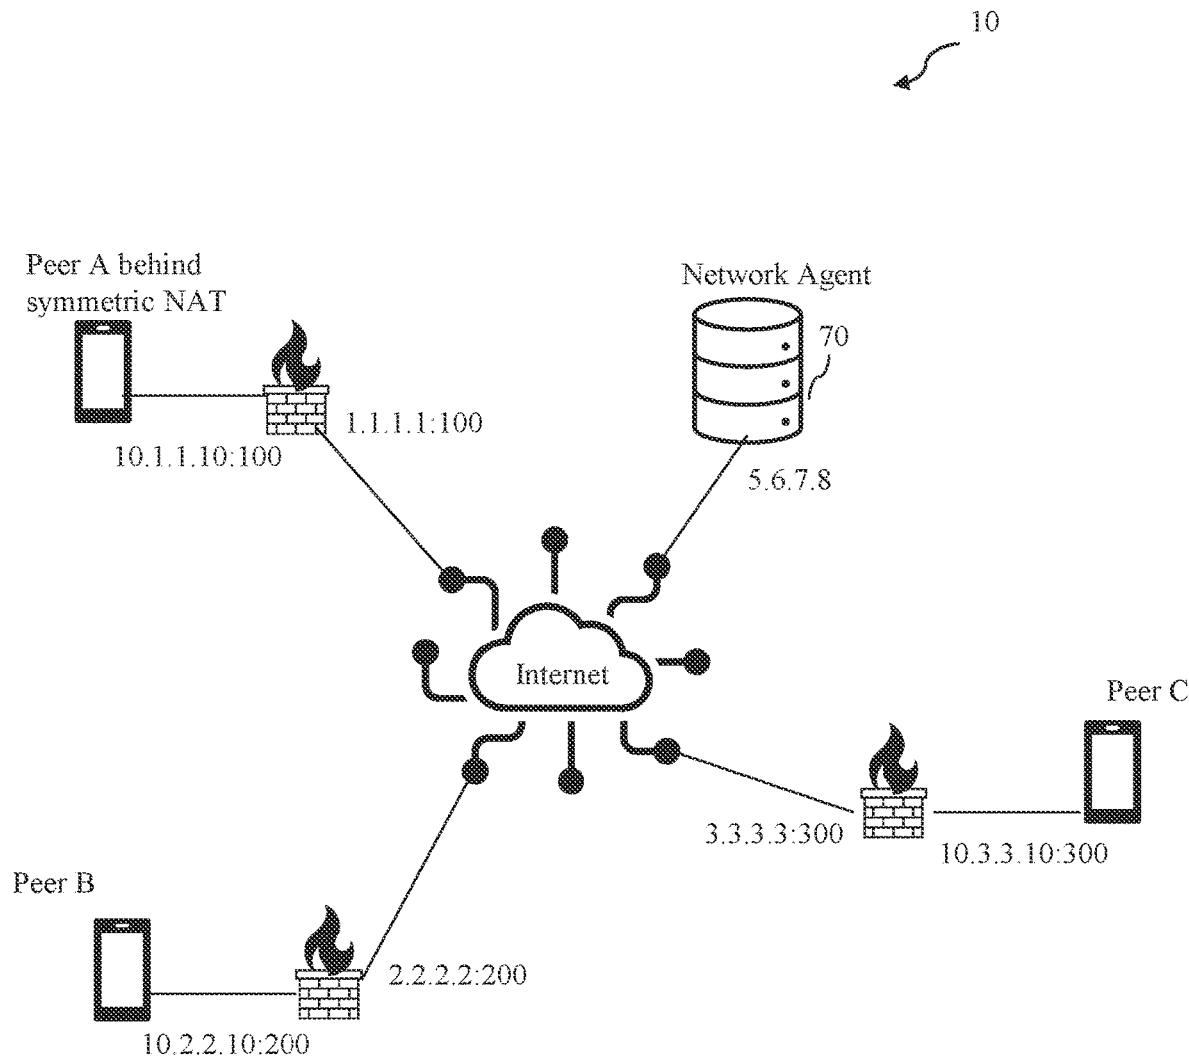 10
Peer A behind
symmetric NAT
Network Agent
70
1.1.1.1:100
10.1.1.10:100
5.6.7.8
Internet
Peer C
3.3.3.3:300
10.3.3.10:300
Peer B
2.2.2.2:200
10.2.2.10:200